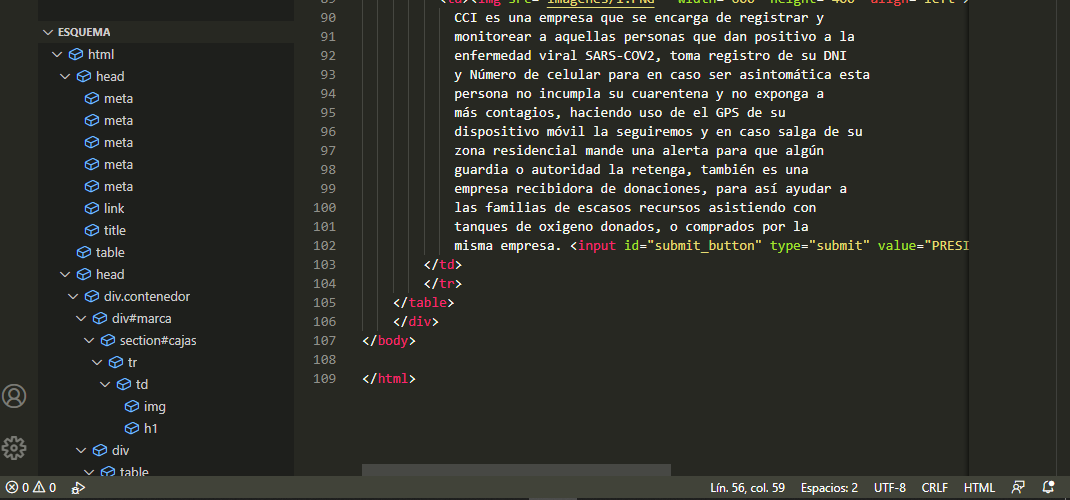 ESQUEMA
html
head
meta
meta
meta
meta
meta
link
title
table
head
div.contenedor
div#marca
section#cajas
tr
td
img
h1
div
table
89 <td><img src="imagenes/1.PNG" width="600" height="400" align="left">
90 CCI es una empresa que se encarga de registrar y
91 monitorear a aquellas personas que dan positivo a la
92 enfermedad viral SARS-COV2, toma registro de su DNI
93 y Número de celular para en caso ser asintomática esta
94 persona no incumpla su cuarentena y no exponga a
95 más contagios, haciendo uso de el GPS de su
96 dispositivo móvil la seguiremos y en caso salga de su
97 zona residencial mande una alerta para que algún
98 guardia o autoridad la retenga, también es una
99 empresa recibidora de donaciones, para así ayudar a
100 las familias de escasos recursos asistiendo con
101 tanques de oxigeno donados, o comprados por la
102 misma empresa. <input id="submit_button" type="submit" value="PRESI
103 </td>
104 </tr>
105 </table>
106 </div>
107 </body>
108
109 </html>
0 0 Lín. 56, col. 59 Espacios: 2 UTF-8 CRLF HTML